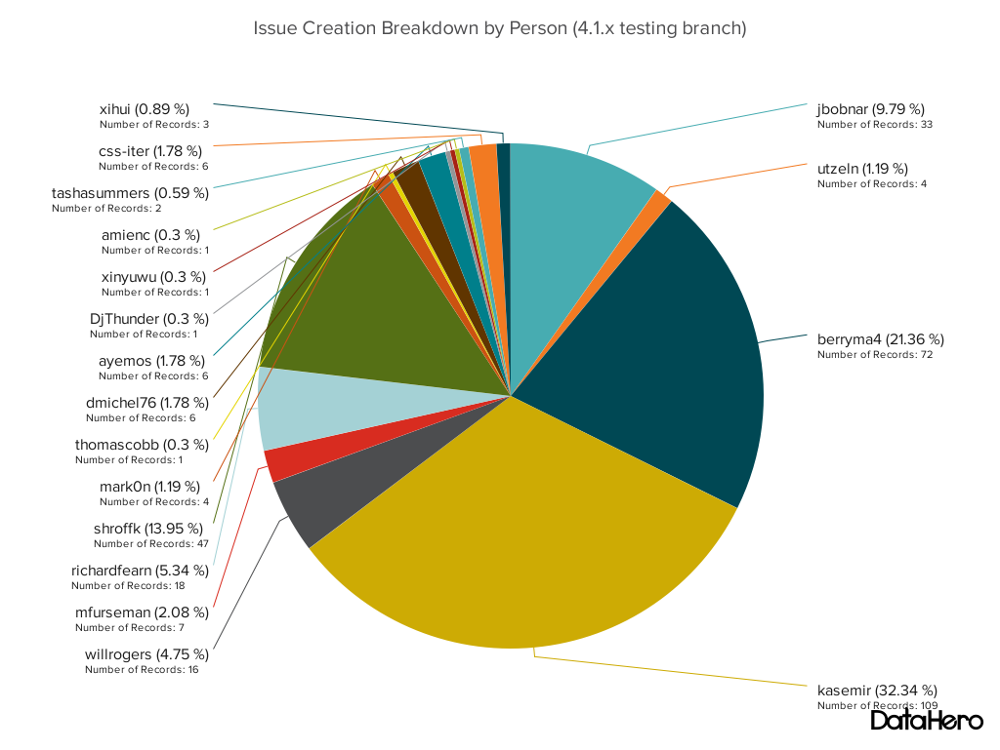 Issue Creation Breakdown by Person (4.1.x testing branch)
xihui (0.89 %)
Number of Records: 3
css-iter (1.78 %)
Number of Records: 6
tashasummers (0.59 %)
Number of Records: 2
amienc (0.3 %)
Number of Records: 1
xinyuwu (0.3 %)
Number of Records: 1
DjThunder (0.3 %)
Number of Records: 1
ayemos (1.78 %)
Number of Records: 6
dmichel76 (1.78 %)
Number of Records: 6
thomascobb (0.3 %)
Number of Records: 1
mark0n (1.19 %)
Number of Records: 4
shroffk (13.95 %)
Number of Records: 47
richardfearn (5.34 %)
Number of Records: 18
mfurseman (2.08 %)
Number of Records: 7
willrogers (4.75 %)
Number of Records: 16
jbobnar (9.79 %)
Number of Records: 33
utzeln (1.19 %)
Number of Records: 4
berryma4 (21.36 %)
Number of Records: 72
kasemir (32.34 %)
Number of Records: 109
DataHero